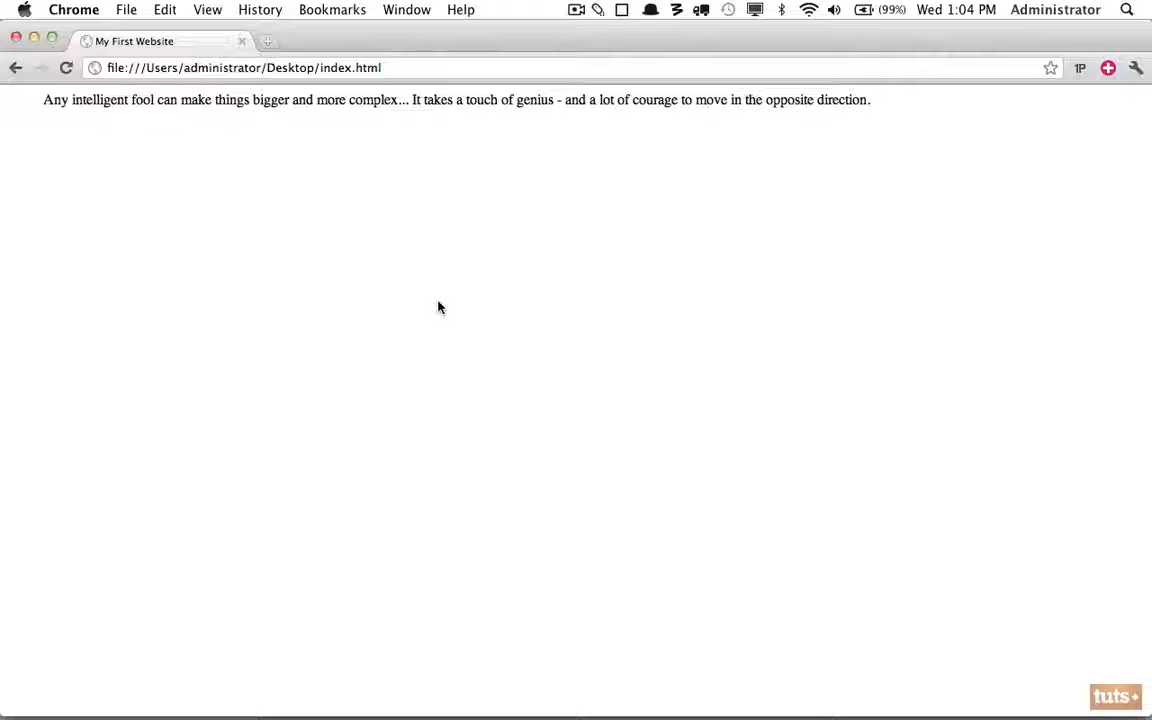 Chrome File Edit View History Bookmarks Window Help (99%) Wed 1:04 PM Administrator
My First Website
file:///Users/administrator/Desktop/index.html 1P
Any intelligent fool can make things bigger and more complex... It takes a touch of genius - and a lot of courage to move in the opposite direction.
tuts+